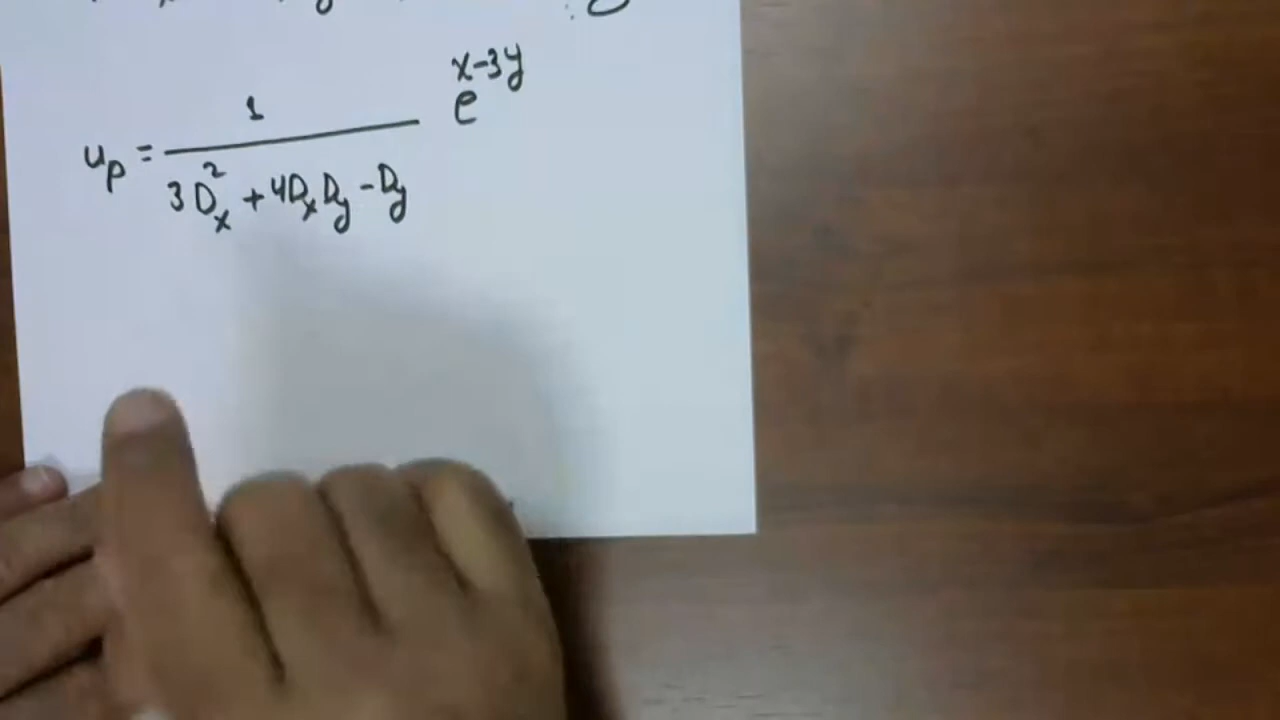 u_p = 1 / (3D_x^2 + 4D_xD_y - D_y) e^{x-3y}